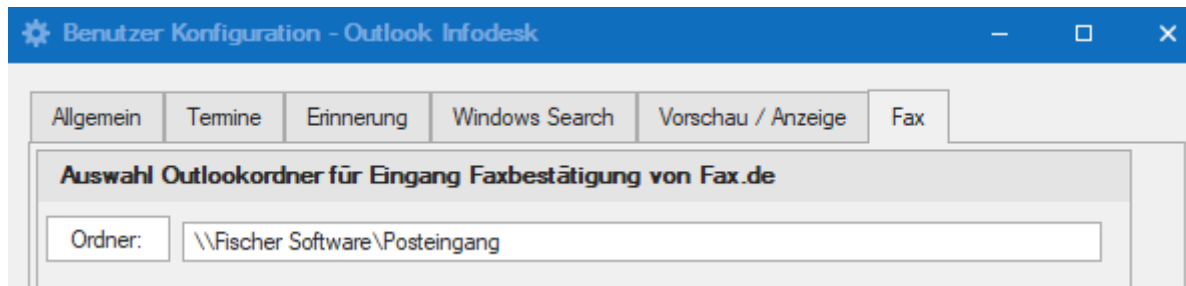 Benutzer Konfiguration - Outlook Infodesk
Allgemein Termine Erinnerung Windows Search Vorschau / Anzeige Fax
Auswahl Outlookordner für Eingang Faxbestätigung von Fax.de
Ordner: \\Fischer Software\Posteingang